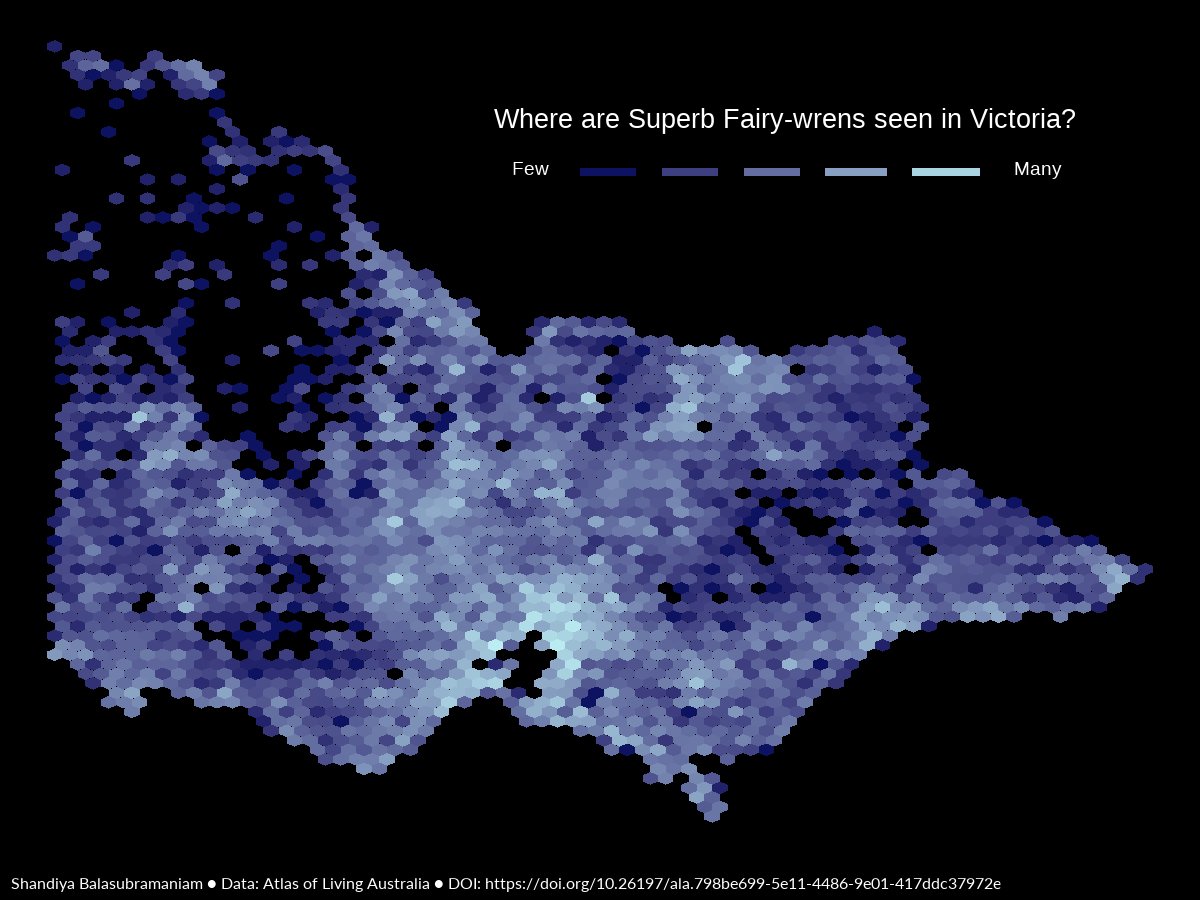 Where are Superb Fairy-wrens seen in Victoria?
Few Many
Shandiya Balasubramaniam ● Data: Atlas of Living Australia ● DOI: https://doi.org/10.26197/ala.798be699-5e11-4486-9e01-417ddc37972e